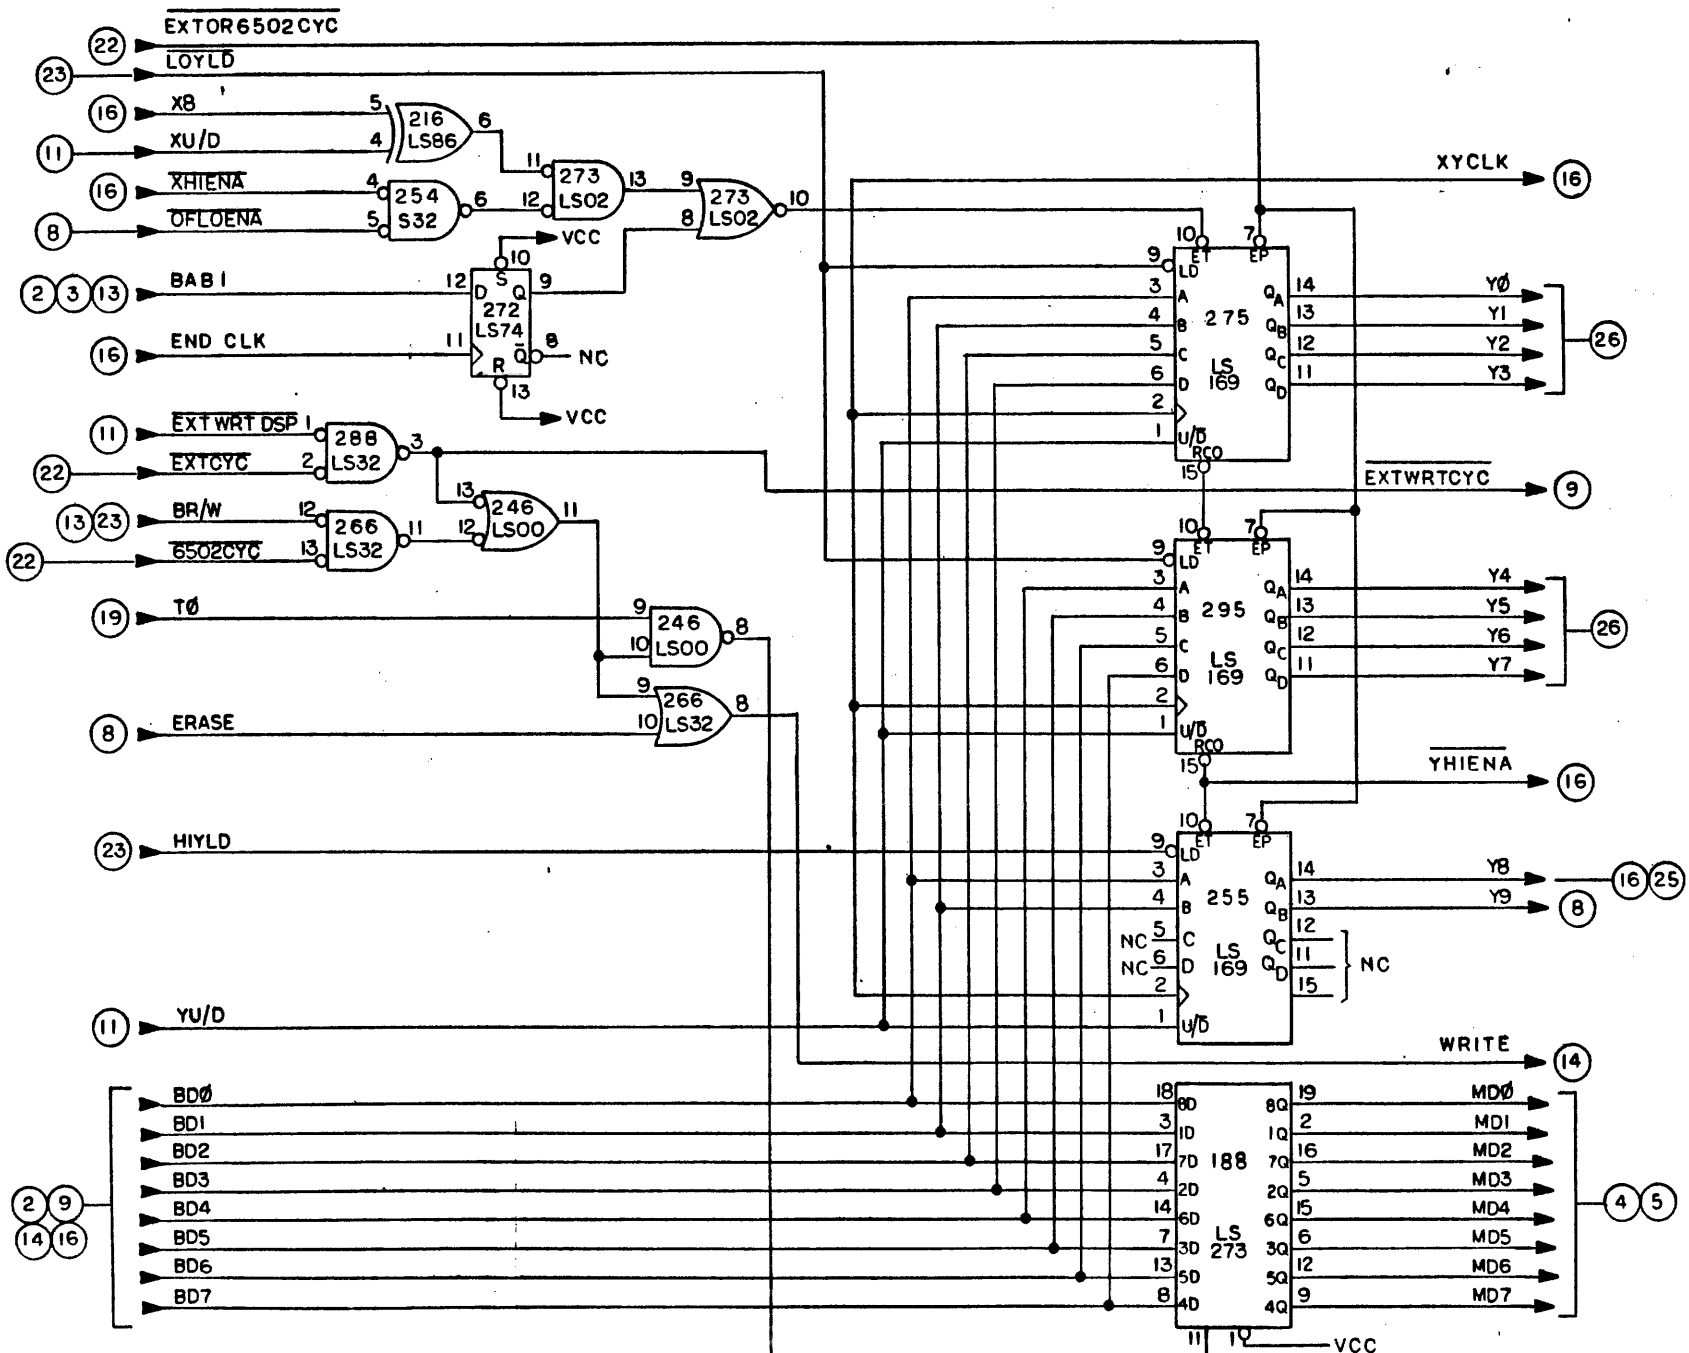 EXTOR6502CYC
22
LOYLD
23
X8
16
5
216
LS86
6
XU/D
11
4
XHIENA
16
4
254
S32
6
OFLOENA
8
5
11
273
LS02
13
12
9
273
LS02
10
8
VCC
10
S
BAB1
2 3 13
12
D
Q
9
272
LS74
END CLK
16
11
Q
8
NC
R
13
VCC
EXTWRT DSP
11
1
288
LS32
3
EXTCYC
22
2
BR/W
13 23
12
266
LS32
11
6502CYC
22
13
13
246
LS00
11
12
TØ
19
9
246
LS00
8
10
9
266
LS32
8
ERASE
8
10
HIYLD
23
YU/D
11
XYCLK
16
10
ET
7
EP
9
LD
3
A
QA
14
YØ
4
B
275
QB
13
Y1
5
C
QC
12
Y2
6
D
LS
169
QD
11
Y3
26
2
1
U/D
RCO
15
EXTWRTCYC
9
10
ET
7
EP
9
LD
3
A
QA
14
Y4
4
B
295
QB
13
Y5
5
C
QC
12
Y6
6
D
LS
169
QD
11
Y7
26
2
1
U/D
RCO
15
YHIENA
16
10
ET
7
EP
9
LD
3
A
QA
14
Y8
16 25
4
B
255
QB
13
Y9
8
NC
5
C
QC
12
NC
6
D
LS
169
QD
11
NC
2
15
1
U/D
WRITE
14
BDØ
18
8D
8Q
19
MDØ
BD1
3
1D
1Q
2
MD1
BD2
17
7D
188
7Q
16
MD2
BD3
4
2D
2Q
5
MD3
2 9
14 16
BD4
14
6D
LS
273
6Q
15
MD4
4 5
BD5
7
3D
3Q
6
MD5
BD6
13
5D
5Q
12
MD6
BD7
8
4D
4Q
9
MD7
11
1
VCC